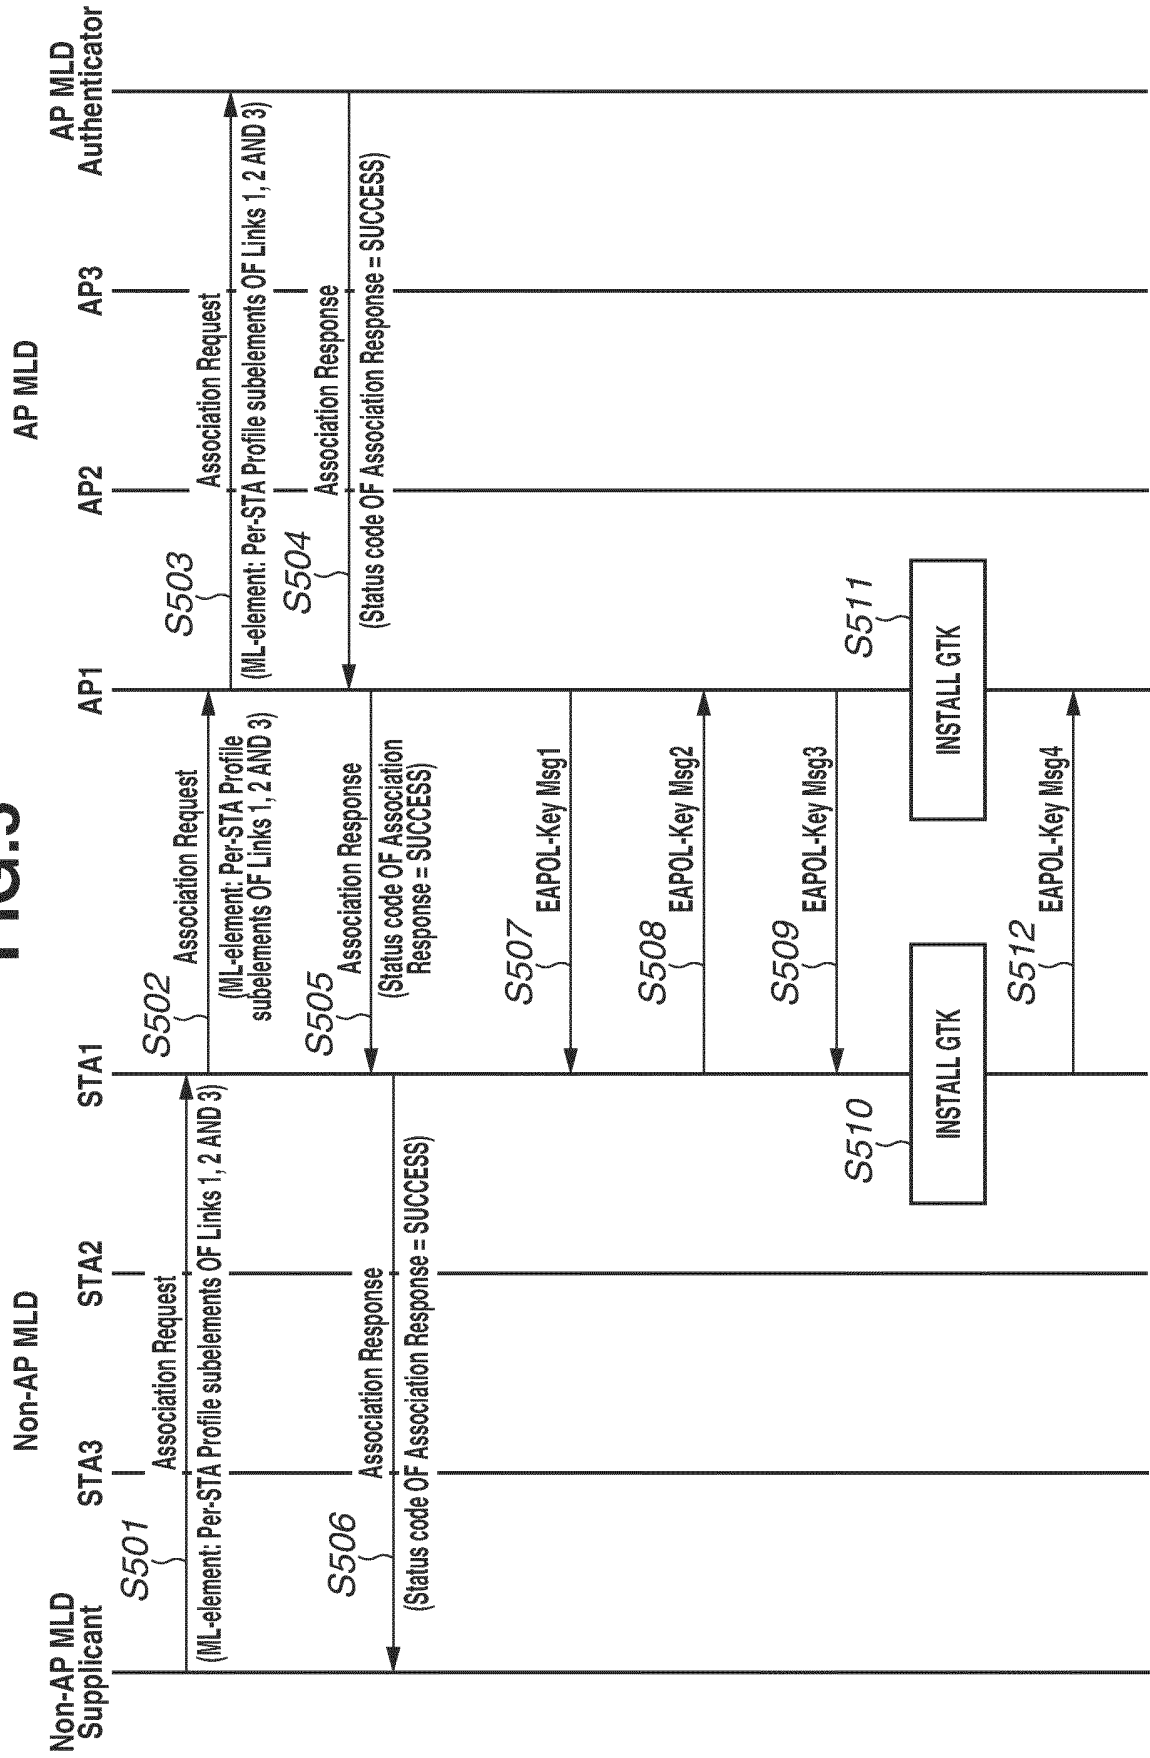 Non-AP MLD
AP MLD
Non-AP MLD
Supplicant
STA3
STA2
STA1
AP1
AP2
AP3
AP MLD
Authenticator
S501
Association Request
(ML-element: Per-STA Profile subelements OF Links 1, 2 AND 3)
S502
Association Request
(ML-element: Per-STA Profile
subelements OF Links 1, 2 AND 3)
S503
Association Request
(ML-element: Per-STA Profile subelements OF Links 1, 2 AND 3)
S504
Association Response
(Status code OF Association Response = SUCCESS)
S505
Association Response
(Status code OF Association
Response = SUCCESS)
S506
Association Response
(Status code OF Association Response = SUCCESS)
S507
EAPOL-Key Msg1
S508
EAPOL-Key Msg2
S509
EAPOL-Key Msg3
S510
INSTALL GTK
S511
INSTALL GTK
S512
EAPOL-Key Msg4